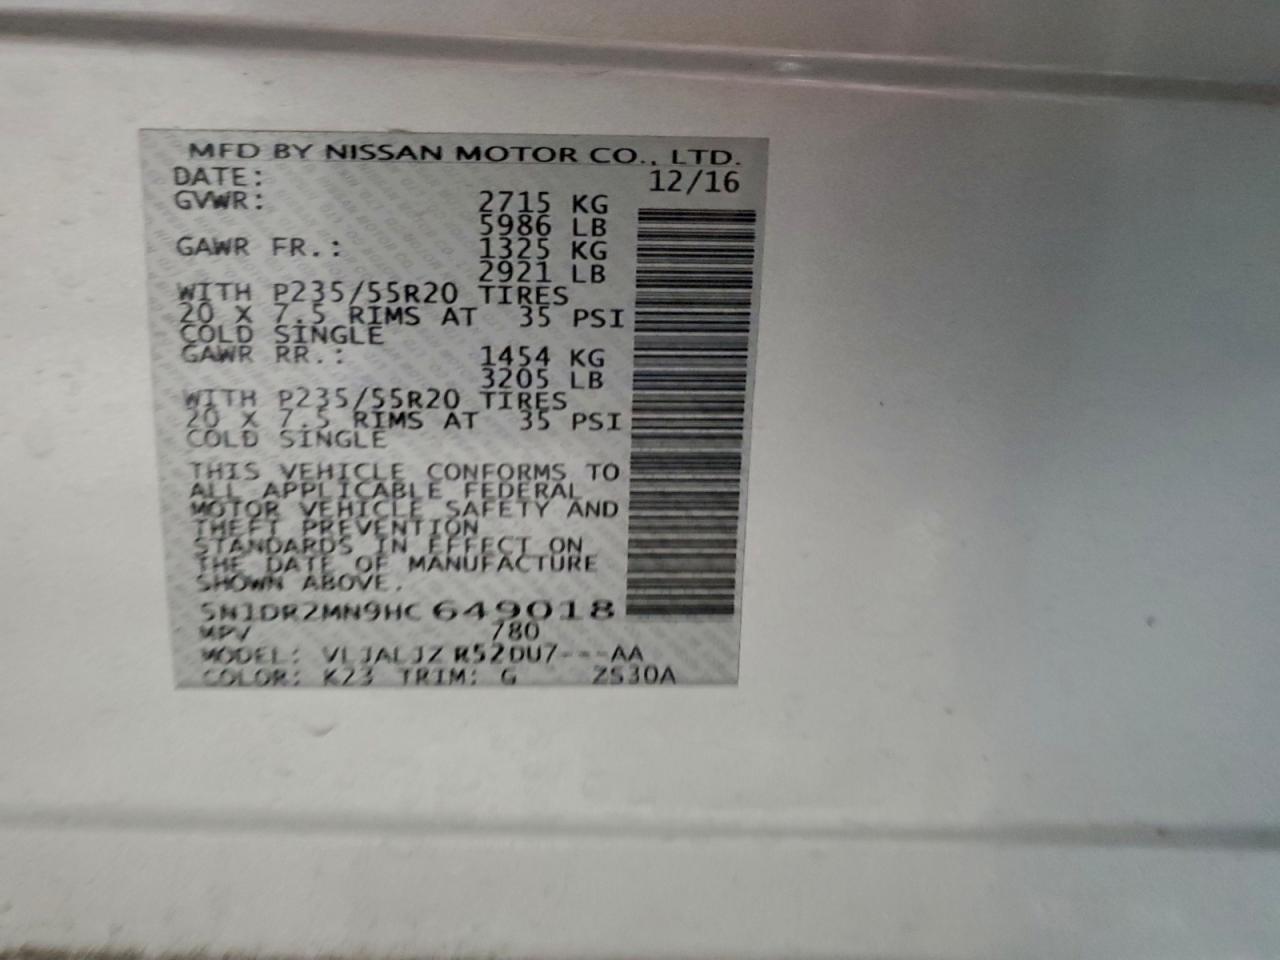 MFD BY NISSAN MOTOR CO., LTD.
DATE: 12/16
GVWR: 2715 KG
5986 LB
GAWR FR.: 1325 KG
2921 LB
WITH P235/55R20 TIRES
20 X 7.5 RIMS AT 35 PSI
COLD SINGLE
GAWR RR.: 1454 KG
3205 LB
WITH P235/55R20 TIRES
20 X 7.5 RIMS AT 35 PSI
COLD SINGLE
THIS VEHICLE CONFORMS TO
ALL APPLICABLE FEDERAL
MOTOR VEHICLE SAFETY AND
THEFT PREVENTION
STANDARDS IN EFFECT ON
THE DATE OF MANUFACTURE
SHOWN ABOVE.
5N1DR2MN9HC649018
MPV /80
MODEL: VLJALJZ R52DU7---AA
COLOR: K23 TRIM: G ZS30A